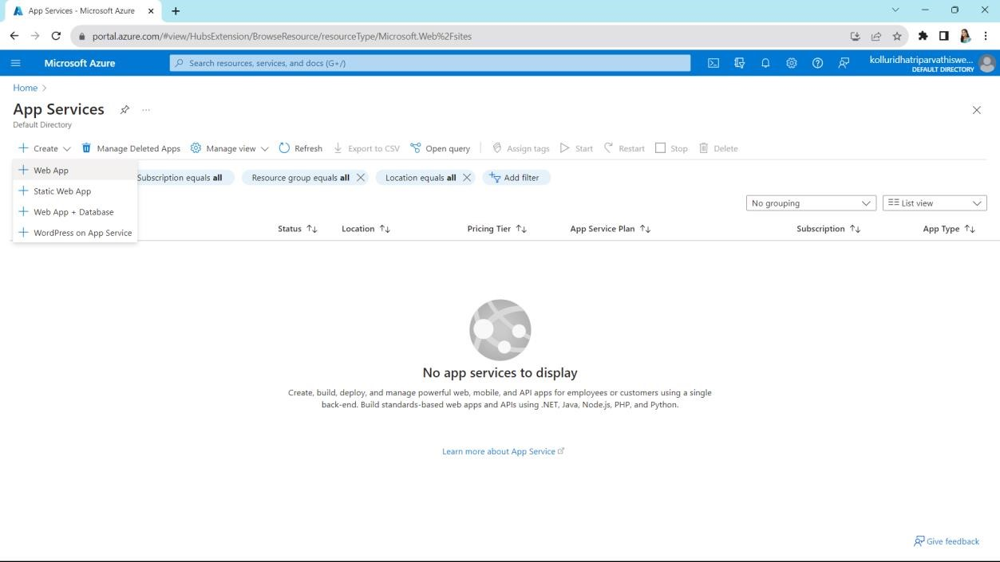 App Services - Microsoft Azure
portal.azure.com/#view/HubsExtension/BrowseResource/resourceType/Microsoft.Web%2Fsites
Microsoft Azure
Search resources, services, and docs (G+/)
kolluridhatriparvathiswe...
DEFAULT DIRECTORY
Home >
App Services
Default Directory
Create
Manage Deleted Apps
Manage view
Refresh
Export to CSV
Open query
Assign tags
Start
Restart
Stop
Delete
Web App
Static Web App
Web App + Database
WordPress on App Service
Subscription equals all
Resource group equals all
Location equals all
Add filter
No grouping
List view
Status
Location
Pricing Tier
App Service Plan
Subscription
App Type
No app services to display
Create, build, deploy, and manage powerful web, mobile, and API apps for employees or customers using a single
back-end. Build standards-based web apps and APIs using .NET, Java, Node.js, PHP, and Python.
Learn more about App Service
Give feedback